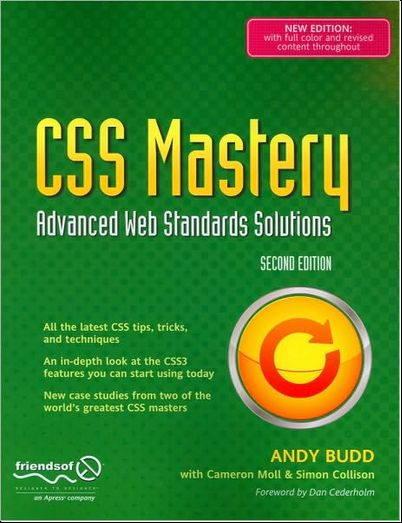 NEW EDITION:
with full color and revised
content throughout
CSS Mastery
Advanced Web Standards Solutions
SECOND EDITION
All the latest CSS tips, tricks,
and techniques
An in-depth look at the CSS3
features you can start using today
New case studies from two of the
world's greatest CSS masters
ANDY BUDD
with Cameron Moll & Simon Collison
Foreword by Dan Cederholm
friendsof
DESIGNER TO DESIGNER™
an Apress® company